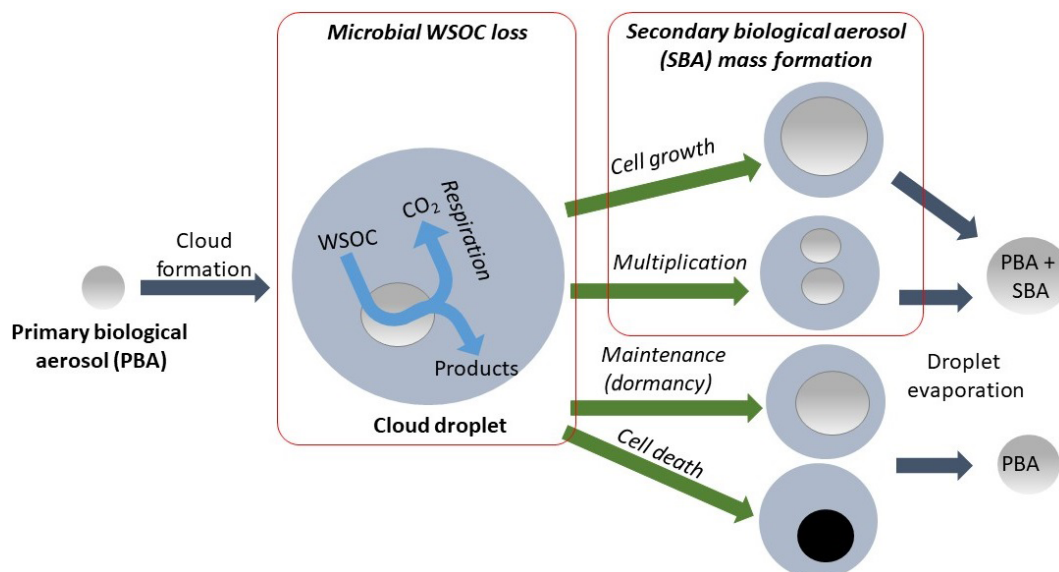 Microbial WSOC loss
Secondary biological aerosol
(SBA) mass formation
Cell growth
CO₂
Respiration
WSOC
Cloud
formation
Multiplication
PBA +
SBA
Primary biological
aerosol (PBA)
Products
Maintenance
(dormancy)
Droplet
evaporation
Cloud droplet
Cell death
PBA